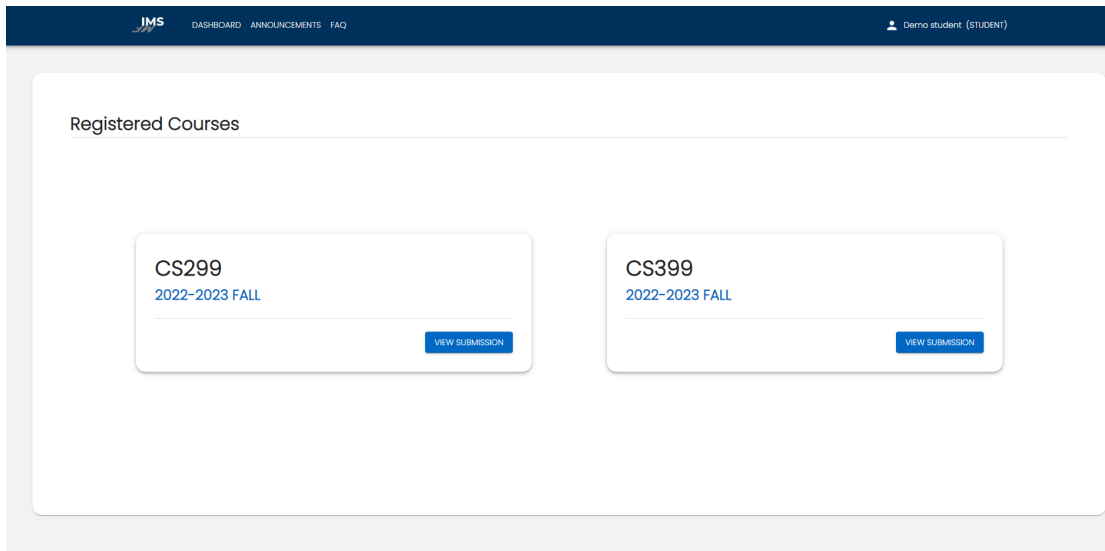 IMS DASHBOARD ANNOUNCEMENTS FAQ Demo student (STUDENT)
Registered Courses
CS299
2022-2023 FALL
VIEW SUBMISSION
CS399
2022-2023 FALL
VIEW SUBMISSION